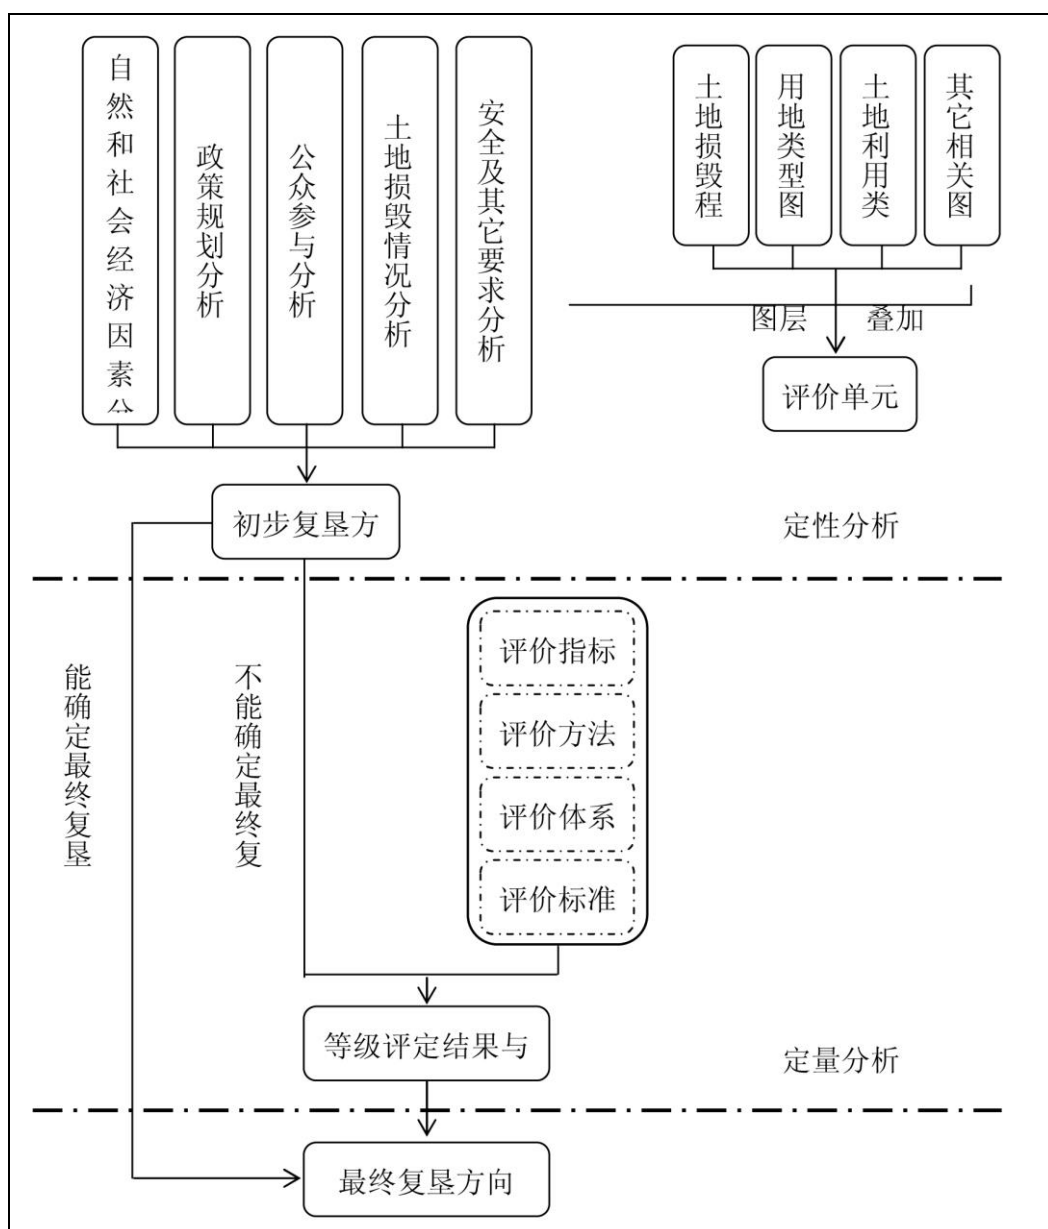 自然和社会经济因素分
政策规划分析
公众参与分析
土地损毁情况分析
安全及其它要求分析
土地损毁程
用地类型图
土地利用类
其它相关图
图层 叠加
评价单元
初步复垦方
定性分析
能确定最终复垦
不能确定最终复
评价指标
评价方法
评价体系
评价标准
等级评定结果与
定量分析
最终复垦方向